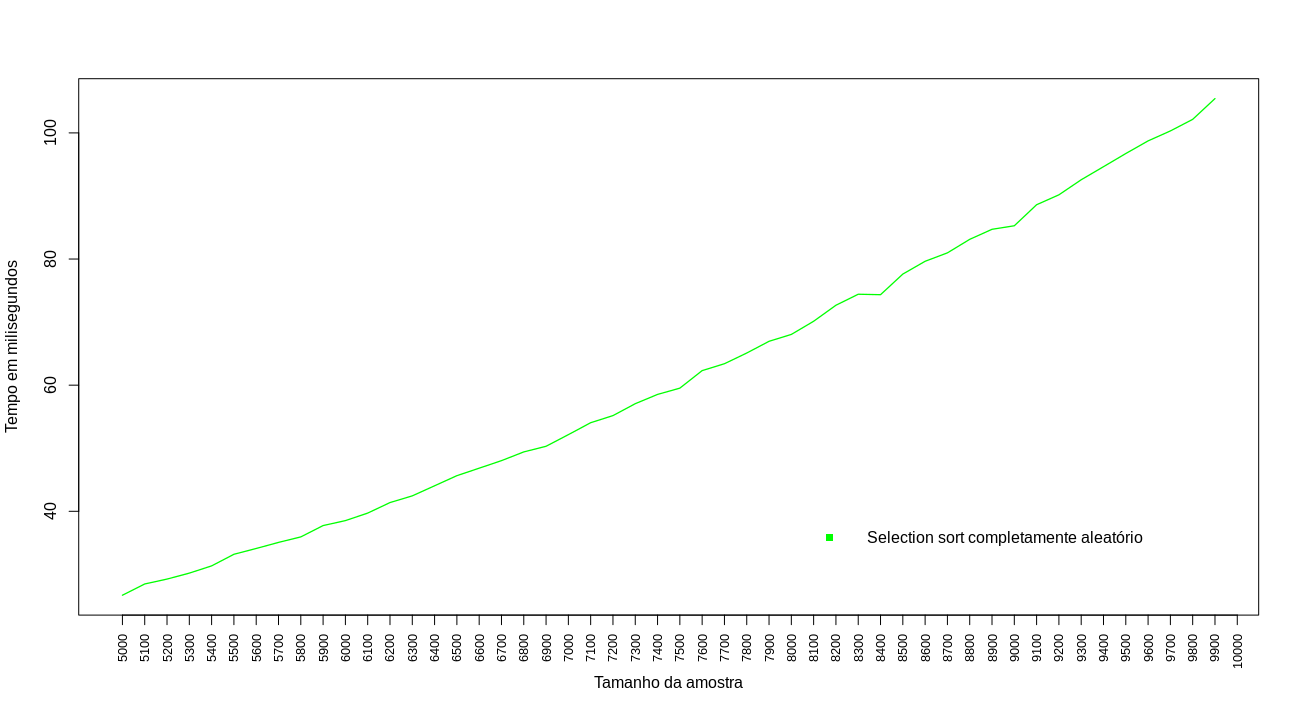 Tempo em milisegundos
100
80
60
40
Selection sort completamente aleatório
5000 5100 5200 5300 5400 5500 5600 5700 5800 5900 6000 6100 6200 6300 6400 6500 6600 6700 6800 6900 7000 7100 7200 7300 7400 7500 7600 7700 7800 7900 8000 8100 8200 8300 8400 8500 8600 8700 8800 8900 9000 9100 9200 9300 9400 9500 9600 9700 9800 9900 10000
Tamanho da amostra